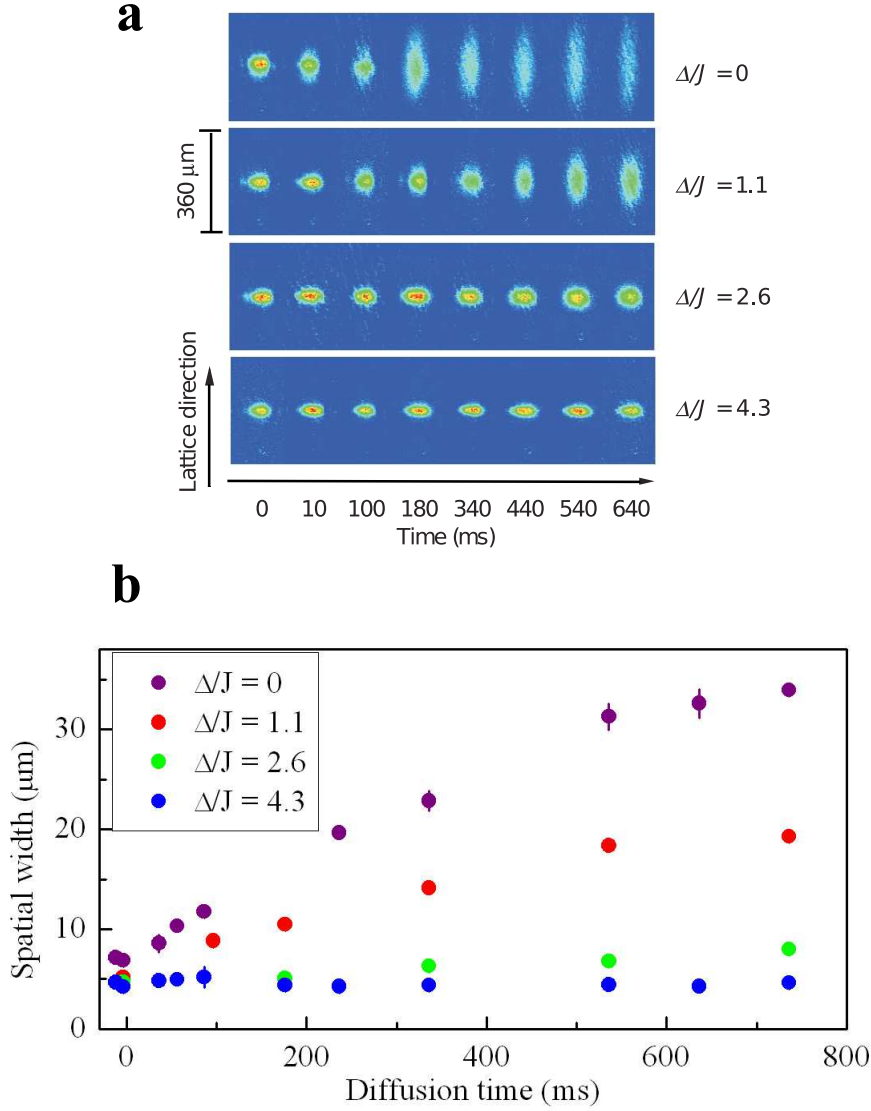 a
Δ/J = 0
360 μm
Δ/J = 1.1
Δ/J = 2.6
Lattice direction
Δ/J = 4.3
0 10 100 180 340 440 540 640
Time (ms)
b
Δ/J = 0
Δ/J = 1.1
Δ/J = 2.6
Δ/J = 4.3
30
20
10
0
Spatial width (μm)
0 200 400 600 800
Diffusion time (ms)